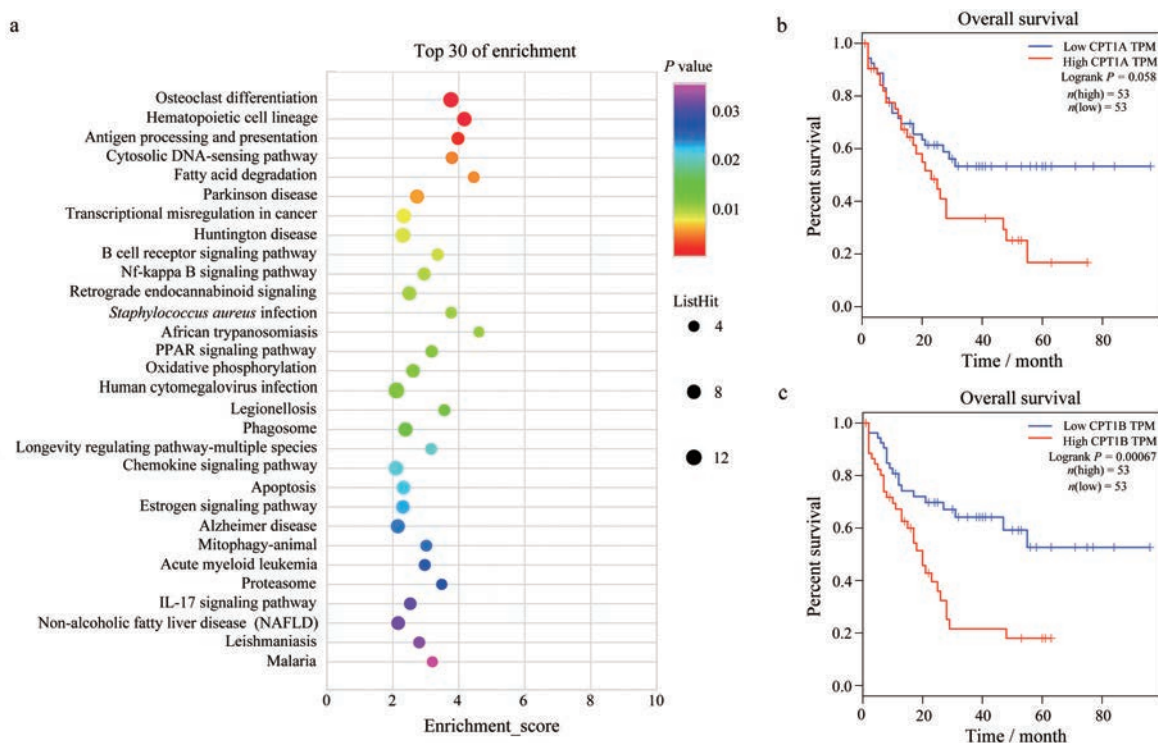 a
Top 30 of enrichment
Osteoclast differentiation
Hematopoietic cell lineage
Antigen processing and presentation
Cytosolic DNA-sensing pathway
Fatty acid degradation
Parkinson disease
Transcriptional misregulation in cancer
Huntington disease
B cell receptor signaling pathway
Nf-kappa B signaling pathway
Retrograde endocannabinoid signaling
Staphylococcus aureus infection
African trypanosomiasis
PPAR signaling pathway
Oxidative phosphorylation
Human cytomegalovirus infection
Legionellosis
Phagosome
Longevity regulating pathway-multiple species
Chemokine signaling pathway
Apoptosis
Estrogen signaling pathway
Alzheimer disease
Mitophagy-animal
Acute myeloid leukemia
Proteasome
IL-17 signaling pathway
Non-alcoholic fatty liver disease (NAFLD)
Leishmaniasis
Malaria
0 2 4 6 8 10
Enrichment_score
P value
0.03
0.02
0.01
ListHit
4
8
12
b
Overall survival
Low CPT1A TPM
High CPT1A TPM
Logrank P = 0.058
n(high) = 53
n(low) = 53
Percent survival
1.0
0.8
0.6
0.4
0.2
0.0
0 20 40 60 80
Time / month
c
Overall survival
Low CPT1B TPM
High CPT1B TPM
Logrank P = 0.00067
n(high) = 53
n(low) = 53
Percent survival
1.0
0.8
0.6
0.4
0.2
0.0
0 20 40 60 80
Time / month